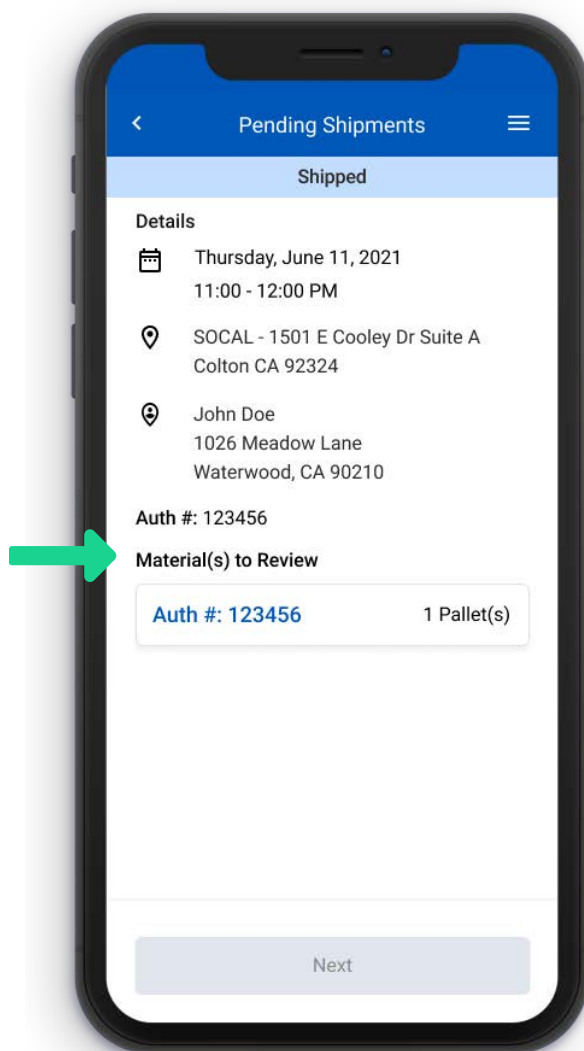 Pending Shipments
Shipped
Details
Thursday, June 11, 2021
11:00 - 12:00 PM
SOCAL - 1501 E Cooley Dr Suite A
Colton CA 92324
John Doe
1026 Meadow Lane
Waterwood, CA 90210
Auth #: 123456
Material(s) to Review
Auth #: 123456 1 Pallet(s)
Next